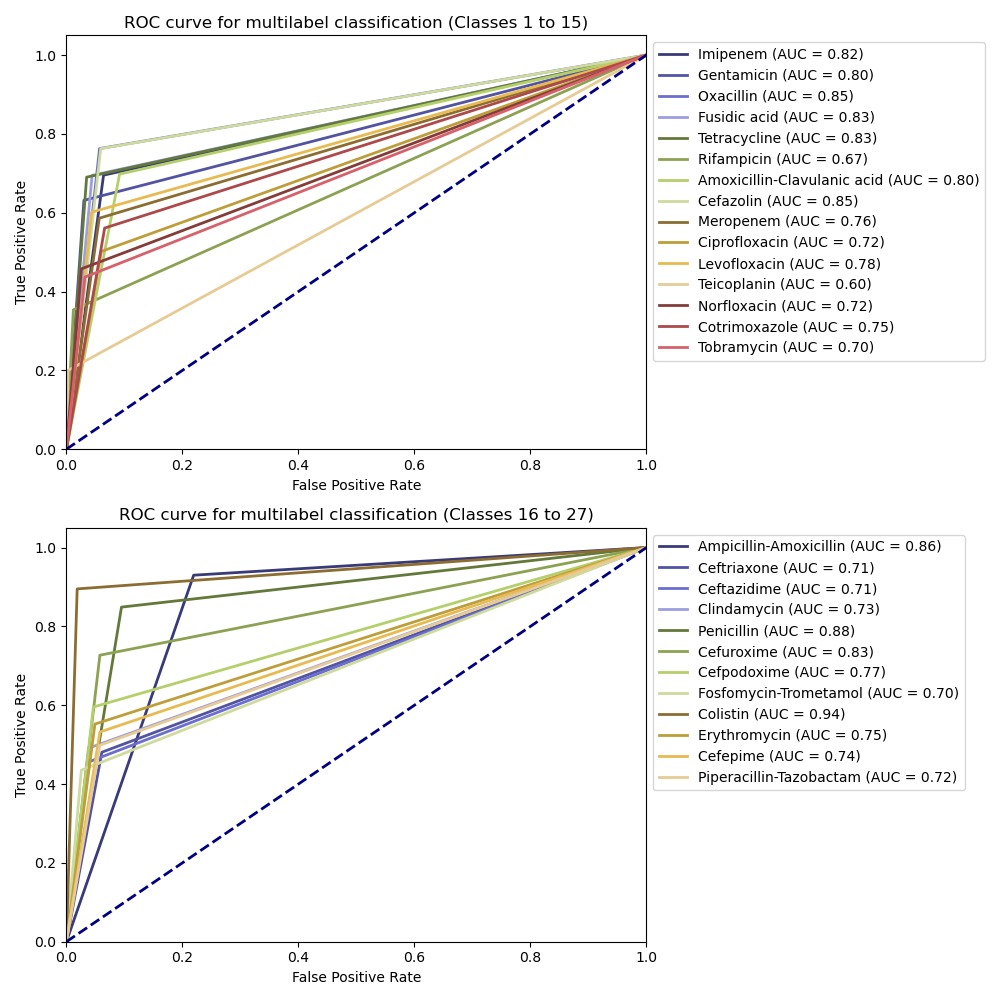 ROC curve for multilabel classification (Classes 1 to 15)
True Positive Rate
1.0
0.8
0.6
0.4
0.2
0.0
0.0 0.2 0.4 0.6 0.8 1.0
False Positive Rate
Imipenem (AUC = 0.82)
Gentamicin (AUC = 0.80)
Oxacillin (AUC = 0.85)
Fusidic acid (AUC = 0.83)
Tetracycline (AUC = 0.83)
Rifampicin (AUC = 0.67)
Amoxicillin-Clavulanic acid (AUC = 0.80)
Cefazolin (AUC = 0.85)
Meropenem (AUC = 0.76)
Ciprofloxacin (AUC = 0.72)
Levofloxacin (AUC = 0.78)
Teicoplanin (AUC = 0.60)
Norfloxacin (AUC = 0.72)
Cotrimoxazole (AUC = 0.75)
Tobramycin (AUC = 0.70)
ROC curve for multilabel classification (Classes 16 to 27)
True Positive Rate
1.0
0.8
0.6
0.4
0.2
0.0
0.0 0.2 0.4 0.6 0.8 1.0
False Positive Rate
Ampicillin-Amoxicillin (AUC = 0.86)
Ceftriaxone (AUC = 0.71)
Ceftazidime (AUC = 0.71)
Clindamycin (AUC = 0.73)
Penicillin (AUC = 0.88)
Cefuroxime (AUC = 0.83)
Cefpodoxime (AUC = 0.77)
Fosfomycin-Trometamol (AUC = 0.70)
Colistin (AUC = 0.94)
Erythromycin (AUC = 0.75)
Cefepime (AUC = 0.74)
Piperacillin-Tazobactam (AUC = 0.72)